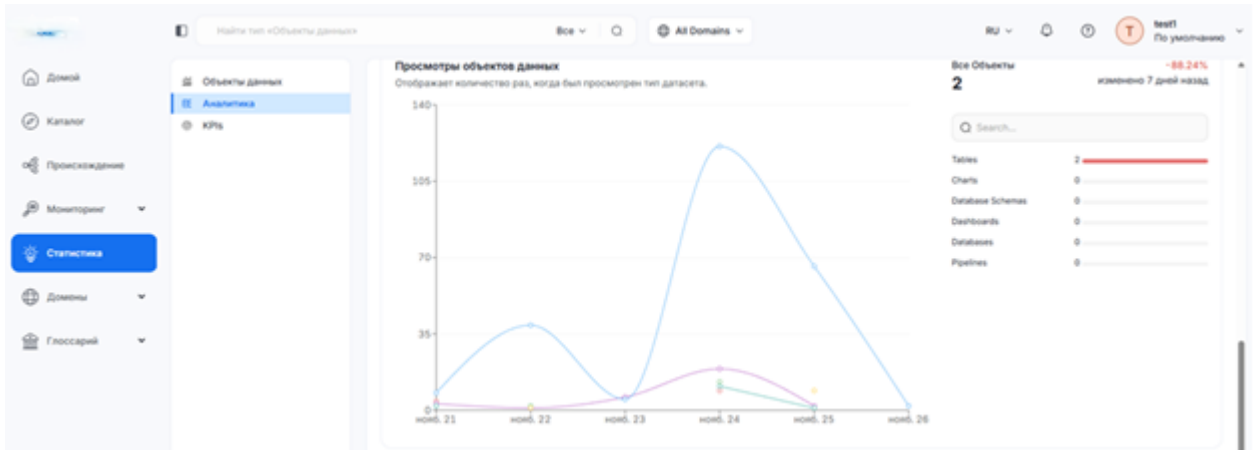 Найти тип «Объекты данных»
Все
All Domains
RU
T
test1
По умолчанию
Домой
Каталог
Происхождение
Мониторинг
Статистика
Домены
Глоссарий
Объекты данных
Аналитика
KPIs
Просмотры объектов данных
Отображает количество раз, когда был просмотрен тип датасета.
140
105
70
35
0
нояб. 21
нояб. 22
нояб. 23
нояб. 24
нояб. 25
нояб. 26
Все Объекты
-88.24%
2
изменено 7 дней назад
Search...
Tables 2
Charts 0
Database Schemas 0
Dashboards 0
Databases 0
Pipelines 0